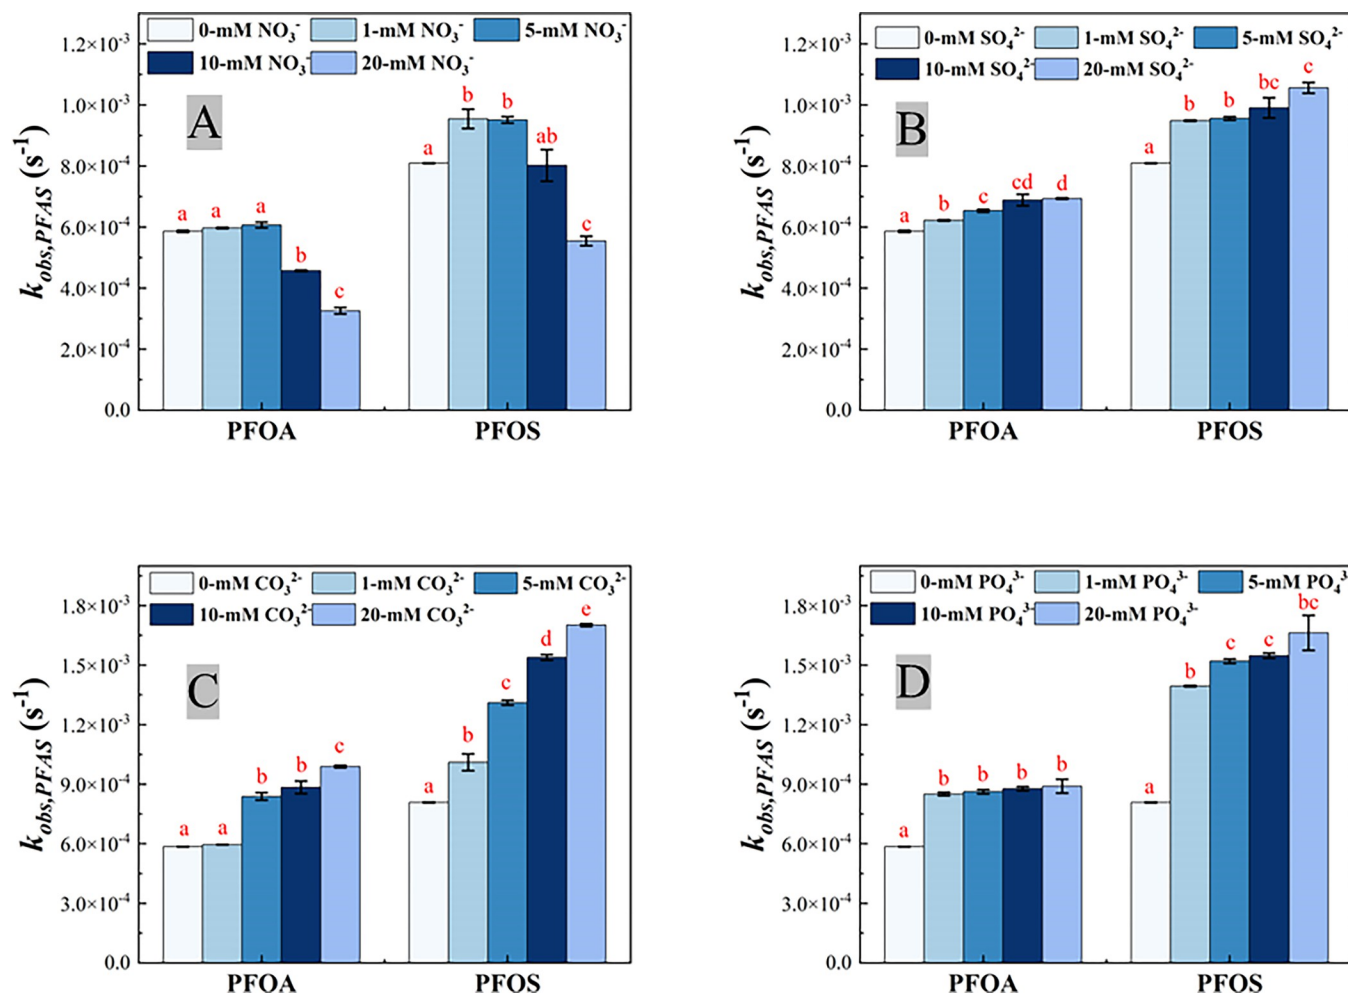 0-mM NO₃⁻ 1-mM NO₃⁻ 5-mM NO₃⁻
10-mM NO₃⁻ 20-mM NO₃⁻
A
k_obs,PFAS (s⁻¹)
1.2×10⁻³
1.0×10⁻³
8.0×10⁻⁴
6.0×10⁻⁴
4.0×10⁻⁴
2.0×10⁻⁴
0.0
a a a b c
a b b ab c
PFOA PFOS
0-mM SO₄²⁻ 1-mM SO₄²⁻ 5-mM SO₄²⁻
10-mM SO₄²⁻ 20-mM SO₄²⁻
B
k_obs,PFAS (s⁻¹)
1.2×10⁻³
1.0×10⁻³
8.0×10⁻⁴
6.0×10⁻⁴
4.0×10⁻⁴
2.0×10⁻⁴
0.0
a b c cd d
a b b bc c
PFOA PFOS
0-mM CO₃²⁻ 1-mM CO₃²⁻ 5-mM CO₃²⁻
10-mM CO₃²⁻ 20-mM CO₃²⁻
C
k_obs,PFAS (s⁻¹)
1.8×10⁻³
1.5×10⁻³
1.2×10⁻³
9.0×10⁻⁴
6.0×10⁻⁴
3.0×10⁻⁴
0.0
a a b b c
a b c d e
PFOA PFOS
0-mM PO₄³⁻ 1-mM PO₄³⁻ 5-mM PO₄³⁻
10-mM PO₄³⁻ 20-mM PO₄³⁻
D
k_obs,PFAS (s⁻¹)
1.8×10⁻³
1.5×10⁻³
1.2×10⁻³
9.0×10⁻⁴
6.0×10⁻⁴
3.0×10⁻⁴
0.0
a b b b b
a b c c bc
PFOA PFOS